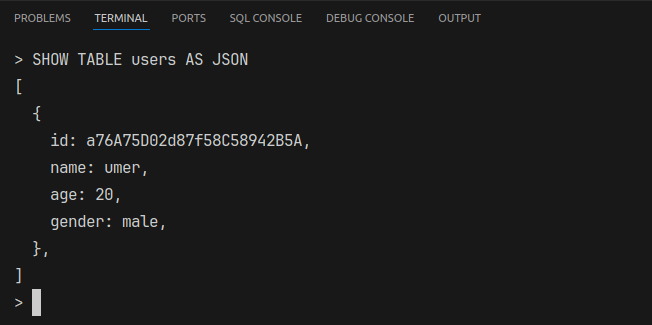 PROBLEMS TERMINAL PORTS SQL CONSOLE DEBUG CONSOLE OUTPUT
> SHOW TABLE users AS JSON
[
  {
    id: a76A75D02d87f58C58942B5A,
    name: umer,
    age: 20,
    gender: male,
  },
]
>